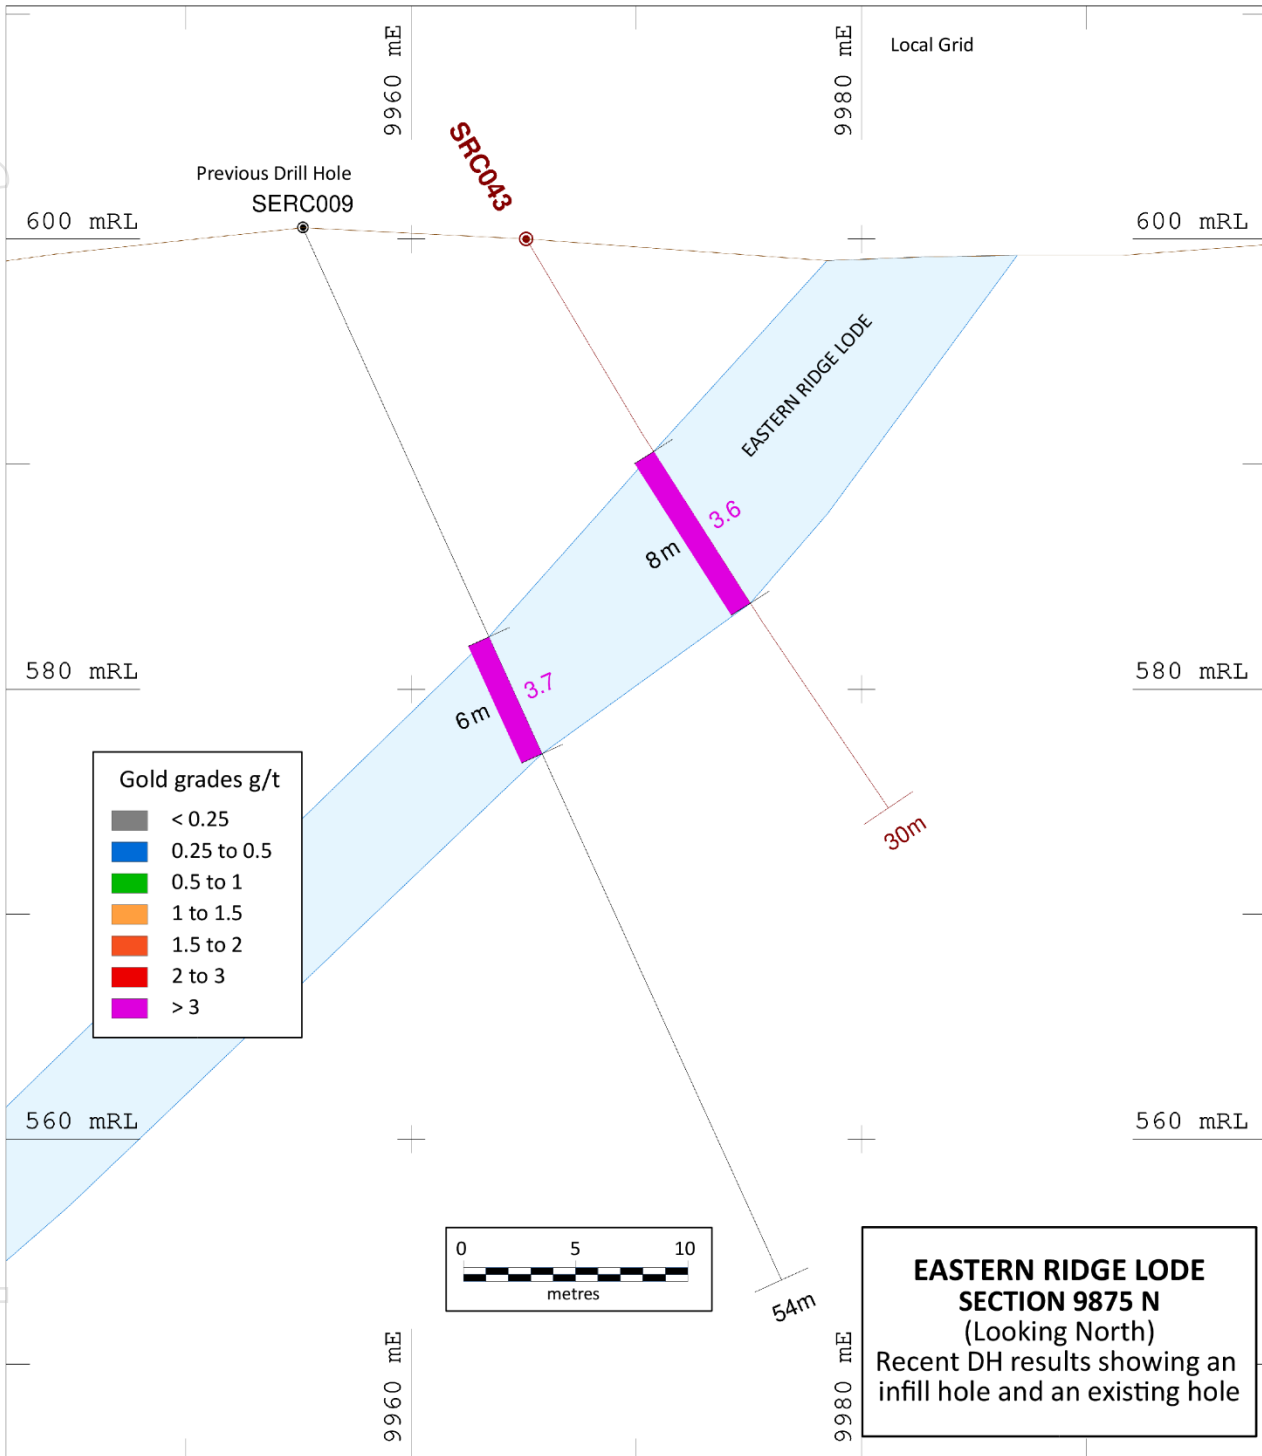 9960 mE
9980 mE
Local Grid
SRC043
Previous Drill Hole
SERC009
600 mRL
600 mRL
EASTERN RIDGE LODE
3.6
8m
580 mRL
580 mRL
3.7
6m
Gold grades g/t
< 0.25
0.25 to 0.5
0.5 to 1
1 to 1.5
1.5 to 2
2 to 3
> 3
30m
560 mRL
560 mRL
0 5 10
metres
54m
9960 mE
9980 mE
EASTERN RIDGE LODE
SECTION 9875 N
(Looking North)
Recent DH results showing an
infill hole and an existing hole